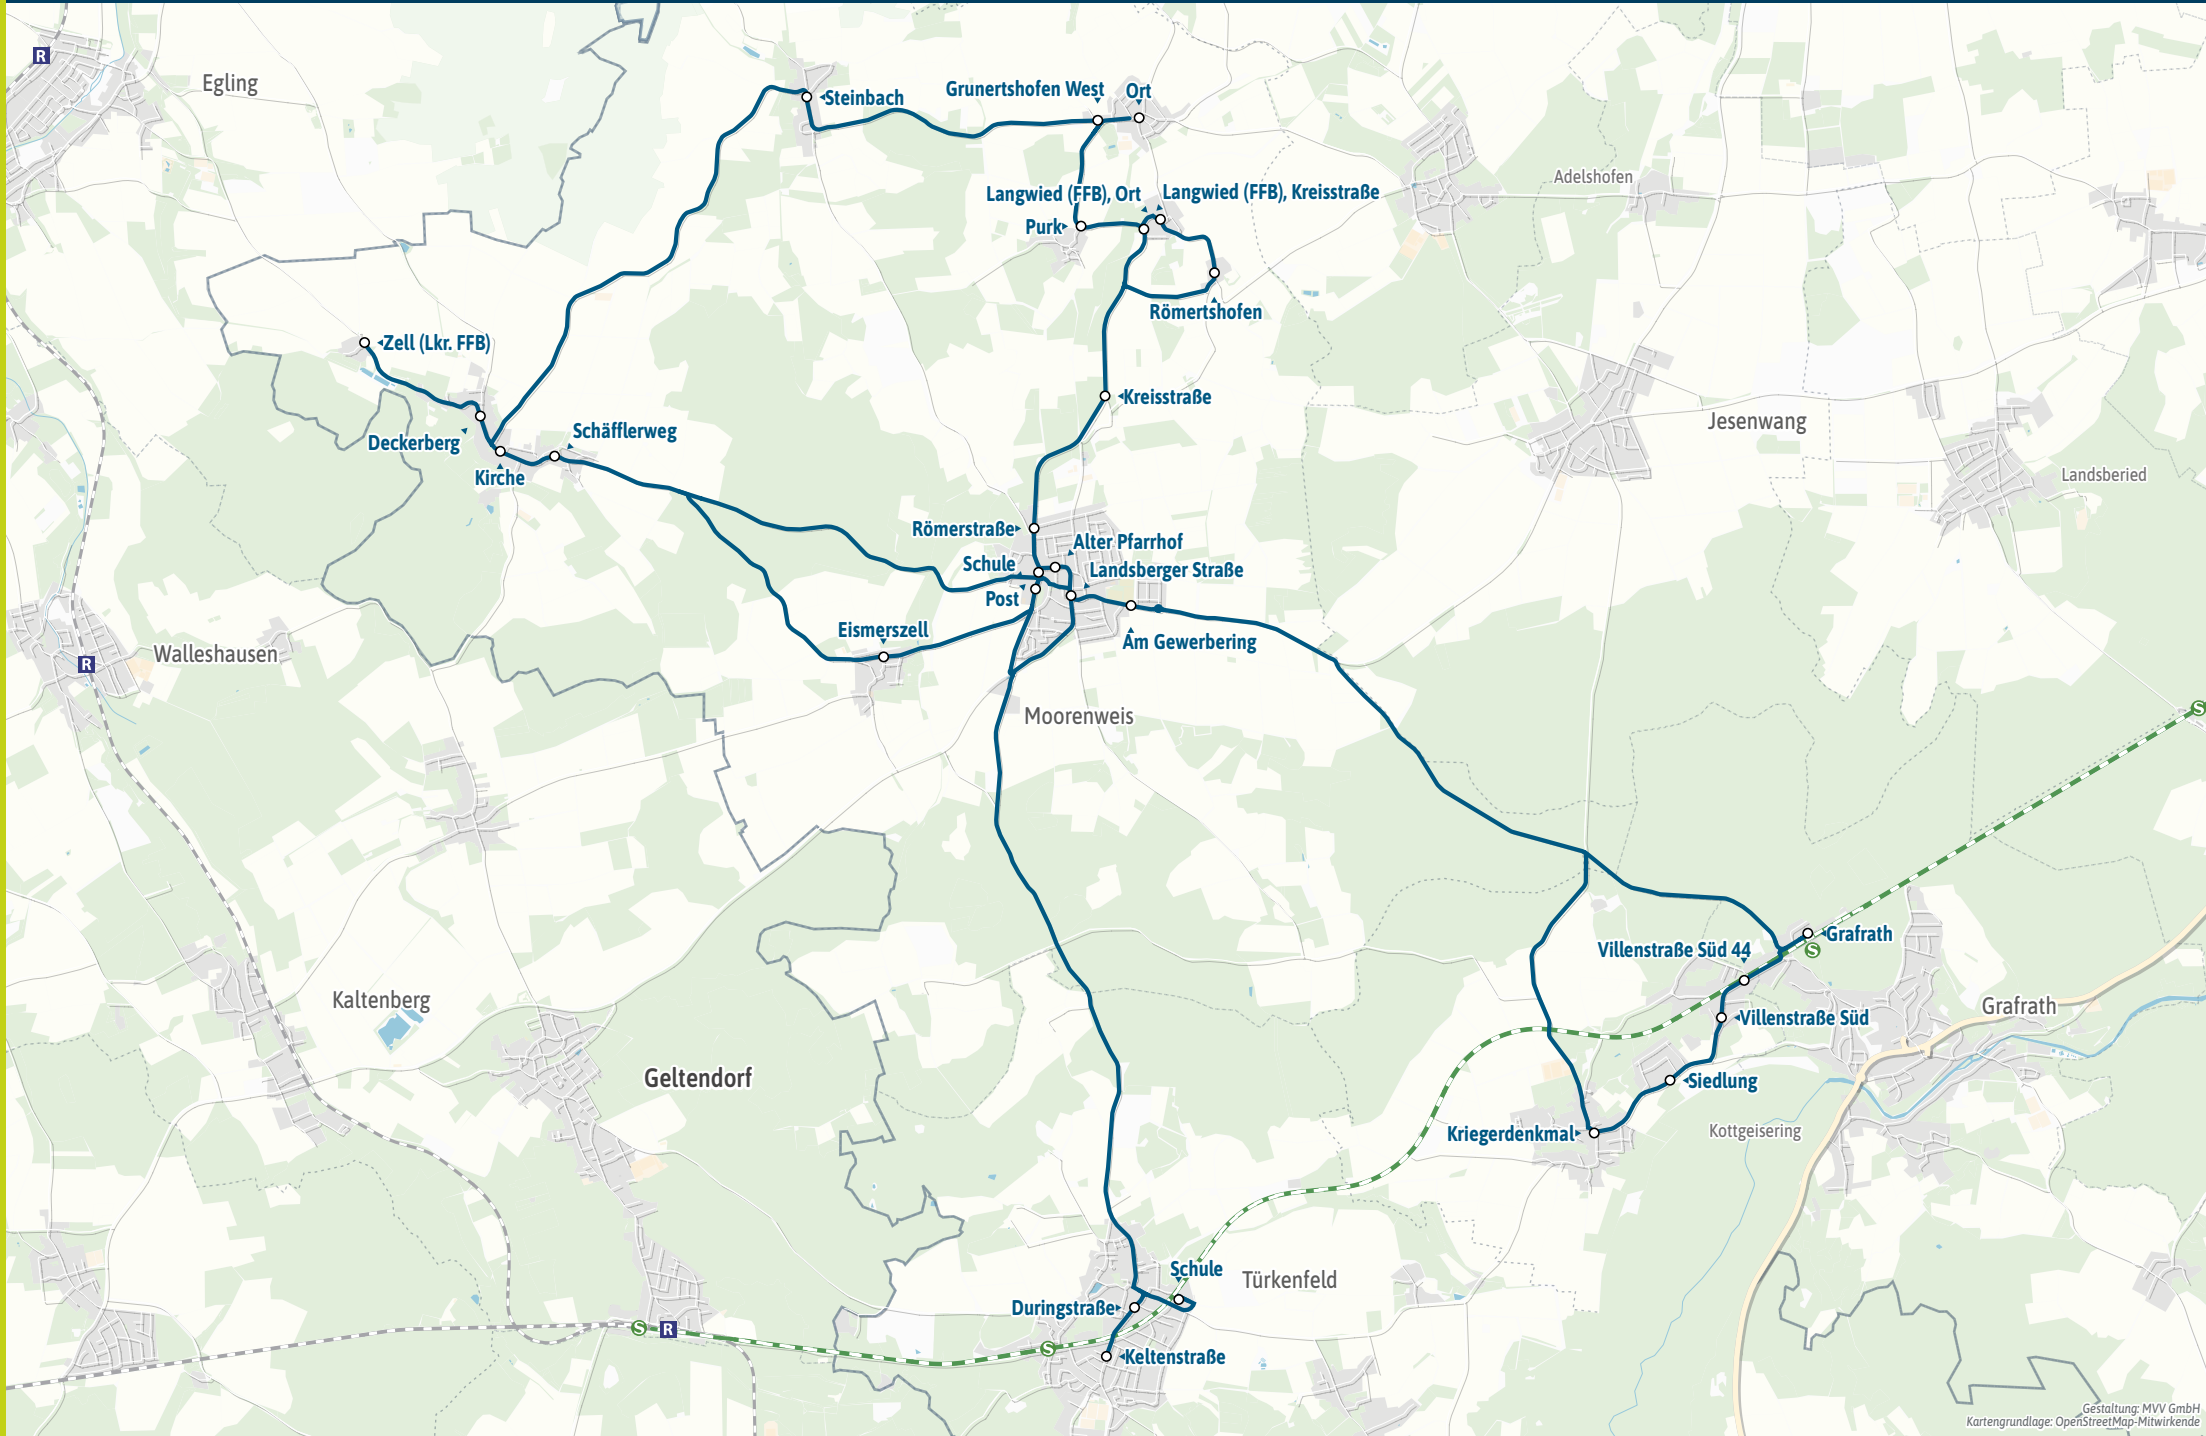 R
Egling
Steinbach
Grunertshofen West
Ort
Adelshofen
Langwied (FFB), Ort
Langwied (FFB), Kreisstraße
Purk
Römertshofen
Zell (Lkr. FFB)
Kreisstraße
Jesenwang
Deckerberg
Schäfflerweg
Kirche
Landsberied
Römerstraße
Alter Pfarrhof
Schule
Landsberger Straße
Post
Eismerszell
Am Gewerbering
Walleshausen
R
Moorenweis
S
Villenstraße Süd 44
Grafrath
S
Kaltenberg
Grafrath
Villenstraße Süd
Geltendorf
Siedlung
Kriegerdenkmal
Kottgeisering
Schule
Türkenfeld
Duringstraße
S
R
S
Keltenstraße
Gestaltung: MVV GmbH
Kartengrundlage: OpenStreetMap-Mitwirkende